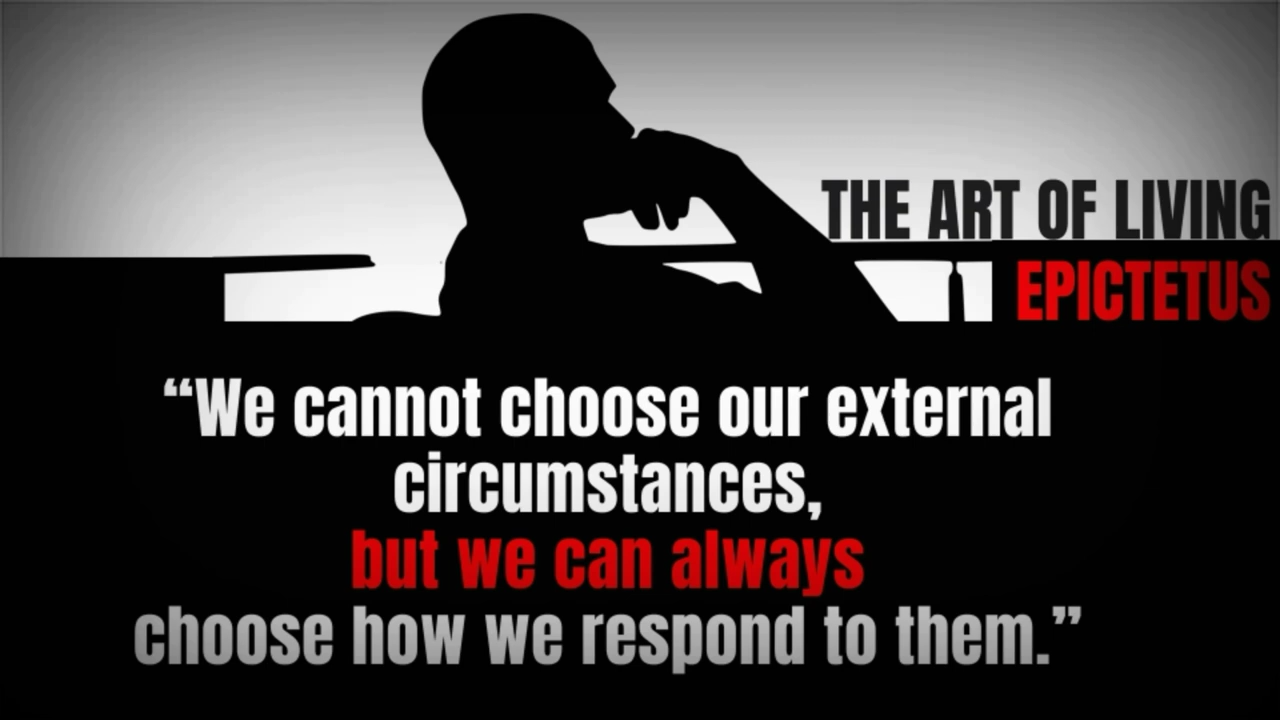 THE ART OF LIVING
EPICTETUS
“We cannot choose our external
circumstances,
but we can always
choose how we respond to them.”